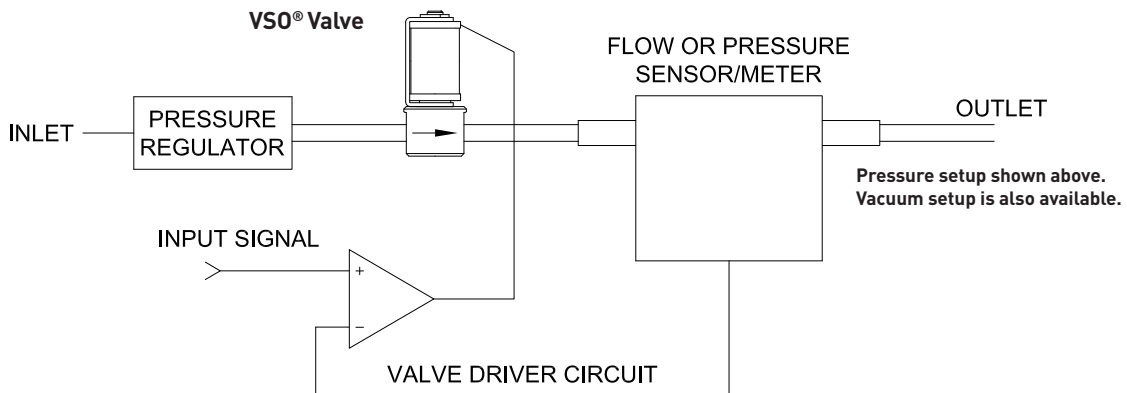 VSO® Valve
FLOW OR PRESSURE
SENSOR/METER
INLET
PRESSURE
REGULATOR
OUTLET
Pressure setup shown above.
Vacuum setup is also available.
INPUT SIGNAL
+
−
VALVE DRIVER CIRCUIT